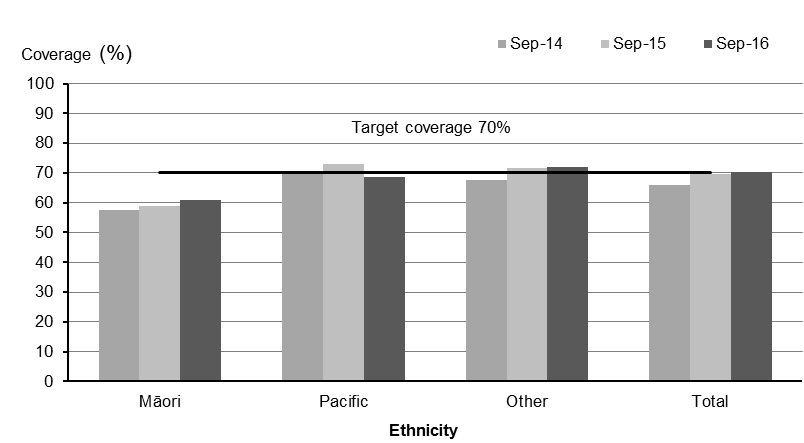 Sep-14 Sep-15 Sep-16
Coverage (%)
100
90
Target coverage 70%
80
70
60
50
40
30
20
10
0
Māori Pacific Other Total
Ethnicity